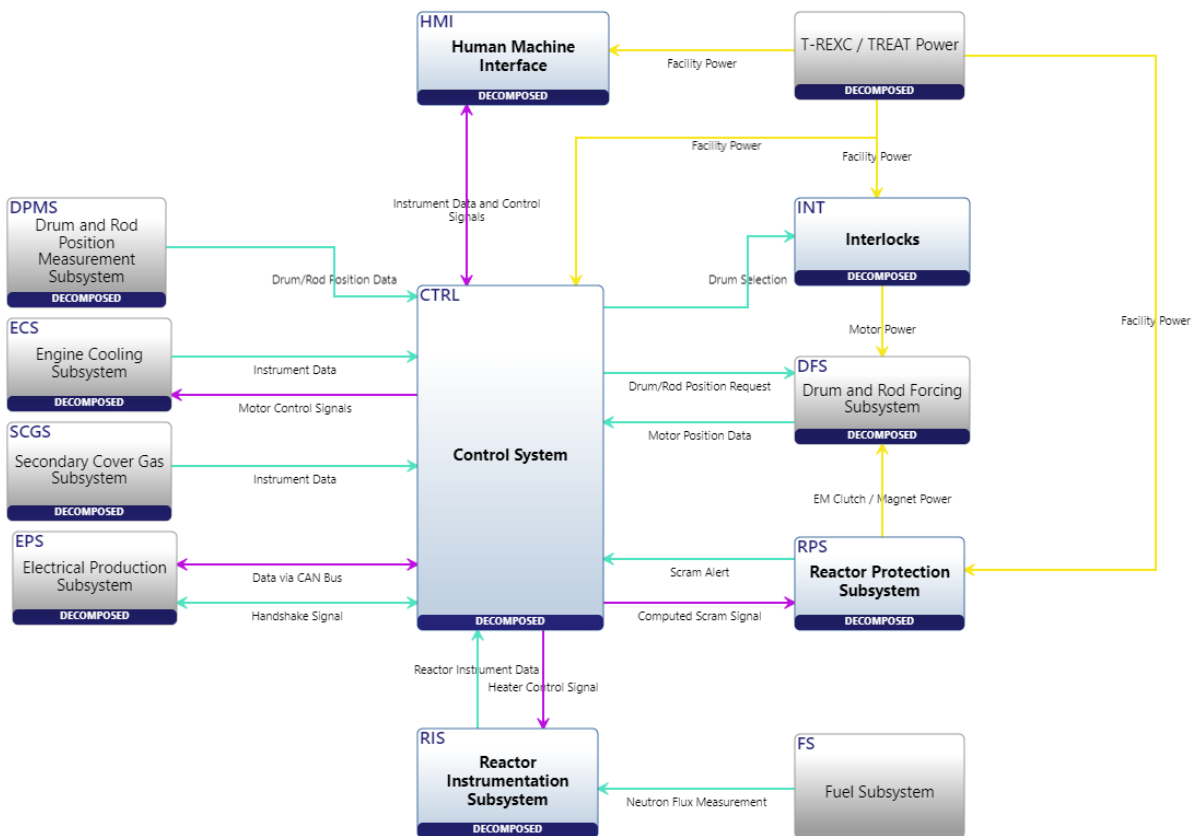 HMI
Human Machine
Interface
DECOMPOSED
T-REXC / TREAT Power
DECOMPOSED
Facility Power
Facility Power
Facility Power
Facility Power
Instrument Data and Control
Signals
DPMS
Drum and Rod
Position
Measurement
Subsystem
DECOMPOSED
Drum/Rod Position Data
INT
Interlocks
DECOMPOSED
Drum Selection
Motor Power
ECS
Engine Cooling
Subsystem
DECOMPOSED
Instrument Data
Motor Control Signals
CTRL
Control System
DECOMPOSED
Drum/Rod Position Request
Motor Position Data
DFS
Drum and Rod Forcing
Subsystem
DECOMPOSED
SCGS
Secondary Cover Gas
Subsystem
DECOMPOSED
Instrument Data
EM Clutch / Magnet Power
EPS
Electrical Production
Subsystem
DECOMPOSED
Data via CAN Bus
Handshake Signal
Scram Alert
Computed Scram Signal
RPS
Reactor Protection
Subsystem
DECOMPOSED
Reactor Instrument Data
Heater Control Signal
RIS
Reactor
Instrumentation
Subsystem
DECOMPOSED
Neutron Flux Measurement
FS
Fuel Subsystem